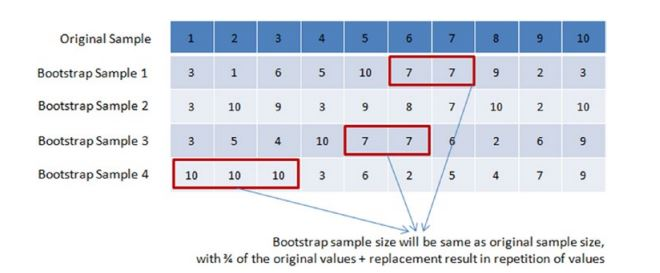 Original Sample 1 2 3 4 5 6 7 8 9 10
Bootstrap Sample 1 3 1 6 5 10 7 7 9 2 3
Bootstrap Sample 2 3 10 9 3 9 8 7 10 2 10
Bootstrap Sample 3 3 5 4 10 7 7 6 2 6 9
Bootstrap Sample 4 10 10 10 3 6 2 5 4 7 9
Bootstrap sample size will be same as original sample size,
with ¾ of the original values + replacement result in repetition of values